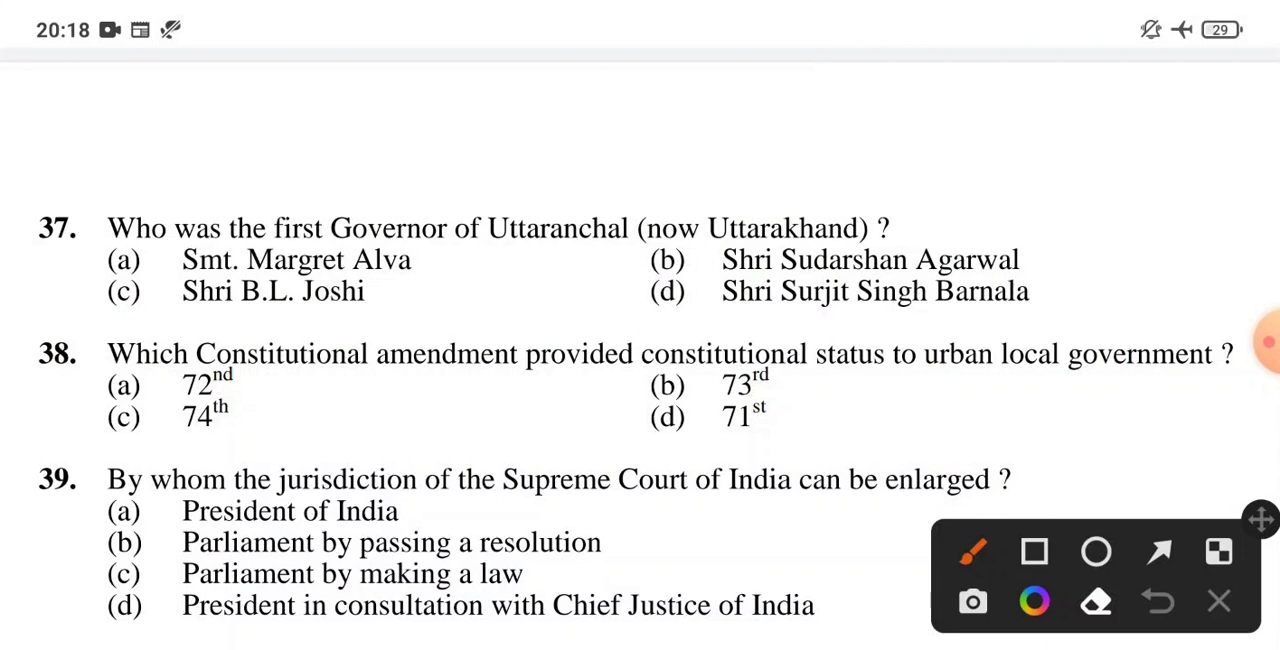 20:18
29
37. Who was the first Governor of Uttaranchal (now Uttarakhand) ?
(a) Smt. Margret Alva (b) Shri Sudarshan Agarwal
(c) Shri B.L. Joshi (d) Shri Surjit Singh Barnala
38. Which Constitutional amendment provided constitutional status to urban local government ?
(a) 72nd (b) 73rd
(c) 74th (d) 71st
39. By whom the jurisdiction of the Supreme Court of India can be enlarged ?
(a) President of India
(b) Parliament by passing a resolution
(c) Parliament by making a law
(d) President in consultation with Chief Justice of India